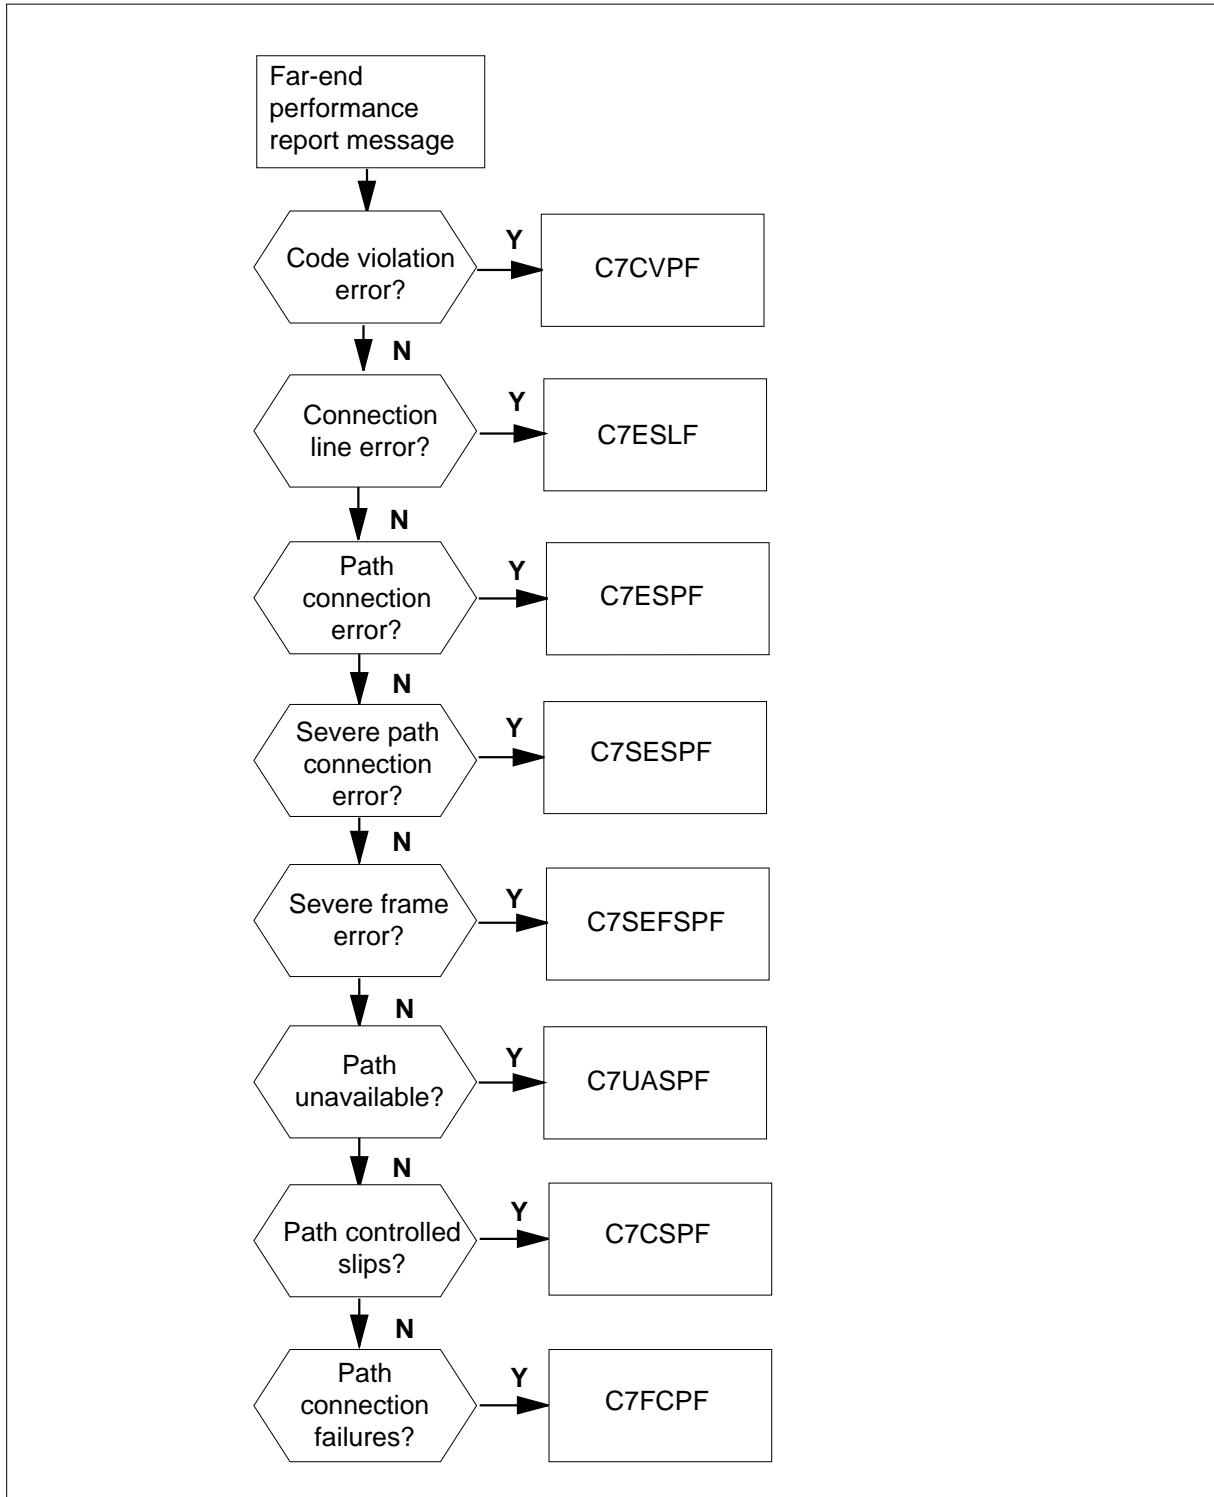 Far-end
performance
report message
Code violation
error?
Y
C7CVPF
N
Connection
line error?
Y
C7ESLF
N
Path
connection
error?
Y
C7ESPF
N
Severe path
connection
error?
Y
C7SESPF
N
Severe frame
error?
Y
C7SEFSPF
N
Path
unavailable?
Y
C7UASPF
N
Path controlled
slips?
Y
C7CSPF
N
Path
connection
failures?
Y
C7FCPF